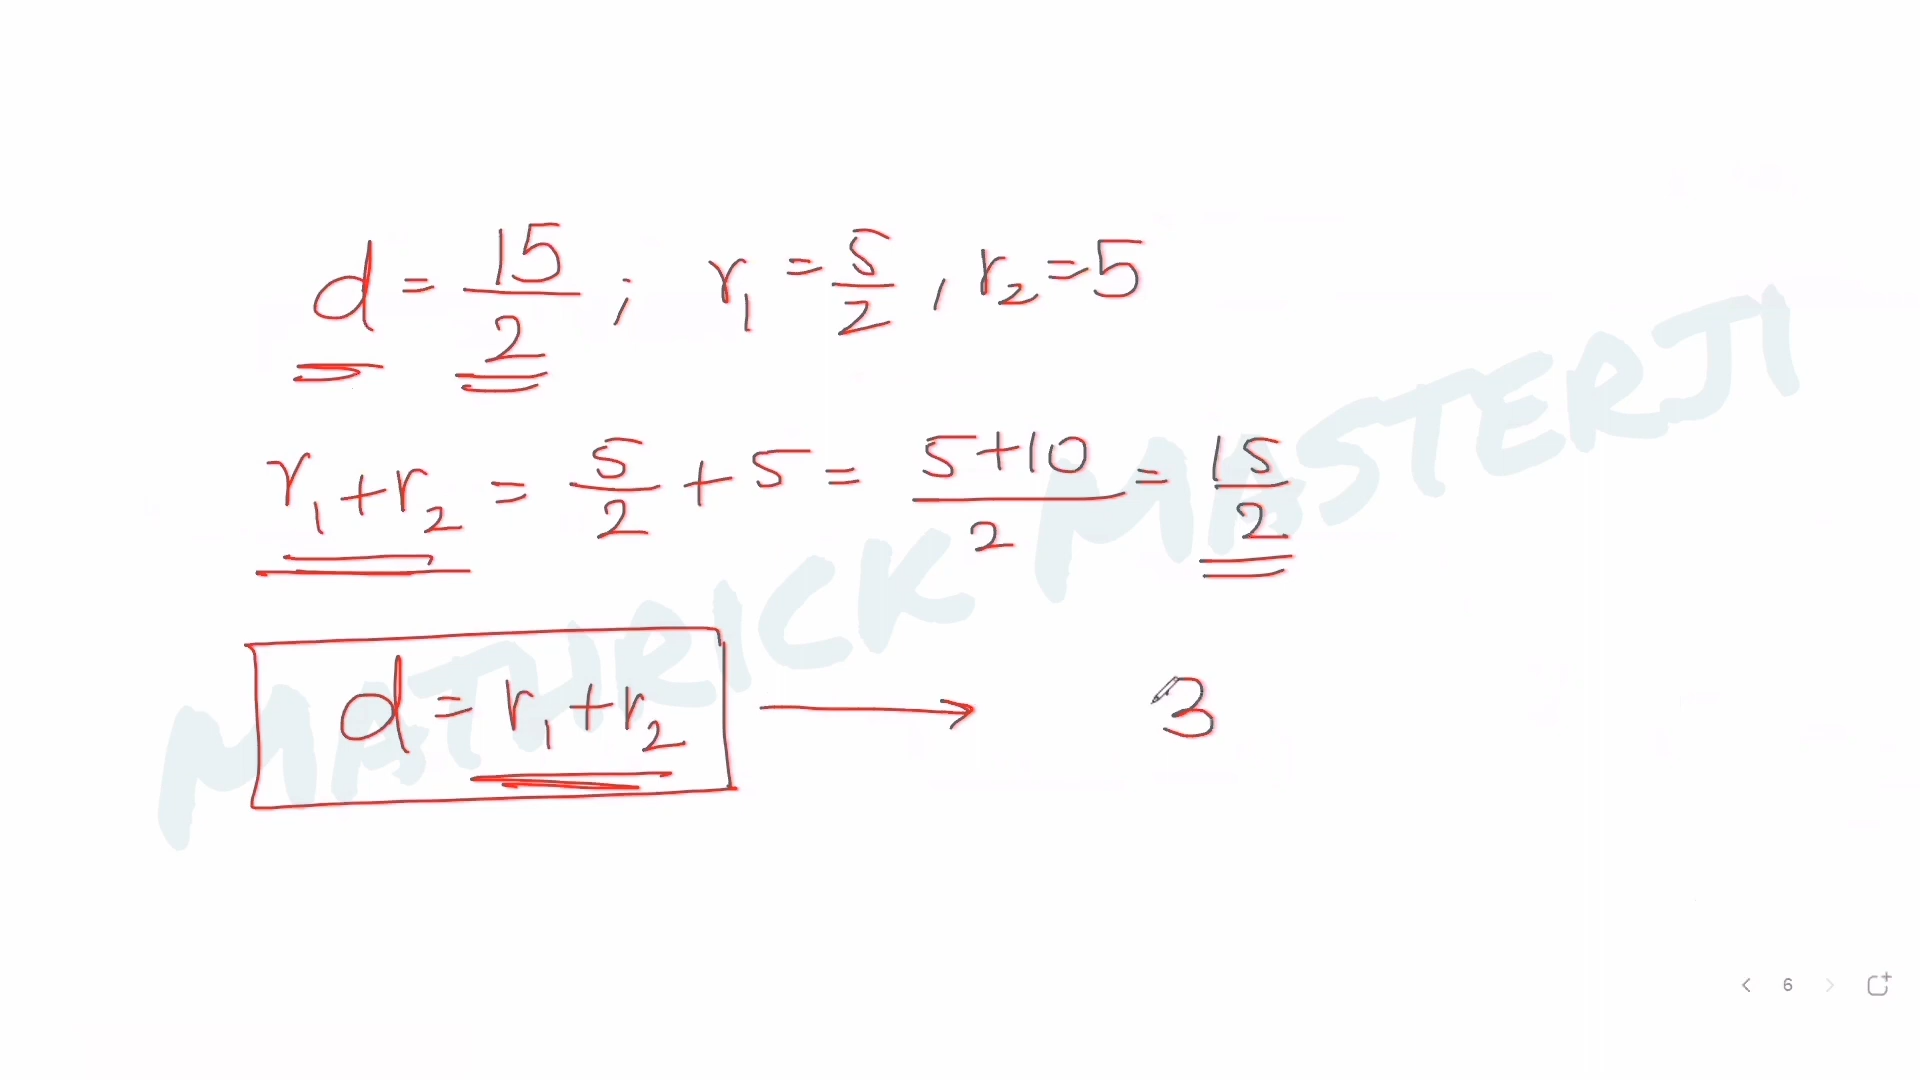 d = 15/2 ; r₁ = 5/2 , r₂ = 5
r₁ + r₂ = 5/2 + 5 = 5+10/2 = 15/2
d = r₁ + r₂ → 3
MATHRICK MASTERJI
< 6 >